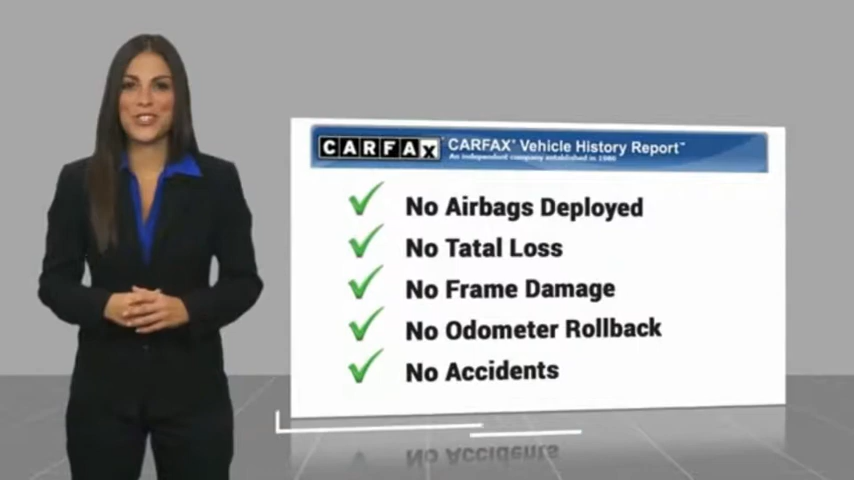 CARFAX CARFAX® Vehicle History Report™
An independent company established in 1986
No Airbags Deployed
No Tatal Loss
No Frame Damage
No Odometer Rollback
No Accidents
No Accidents